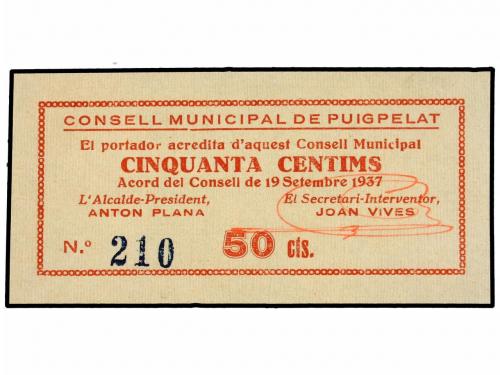 CONSELL MUNICIPAL DE PUIGPELAT
El portador acredita d'aquest Consell Municipal
CINQUANTA CENTIMS
Acord del Consell de 19 Setembre 1937
L'Alcalde-President, El Secretari-Interventor,
ANTON PLANA JOAN VIVES
N.º 210 50 cts.